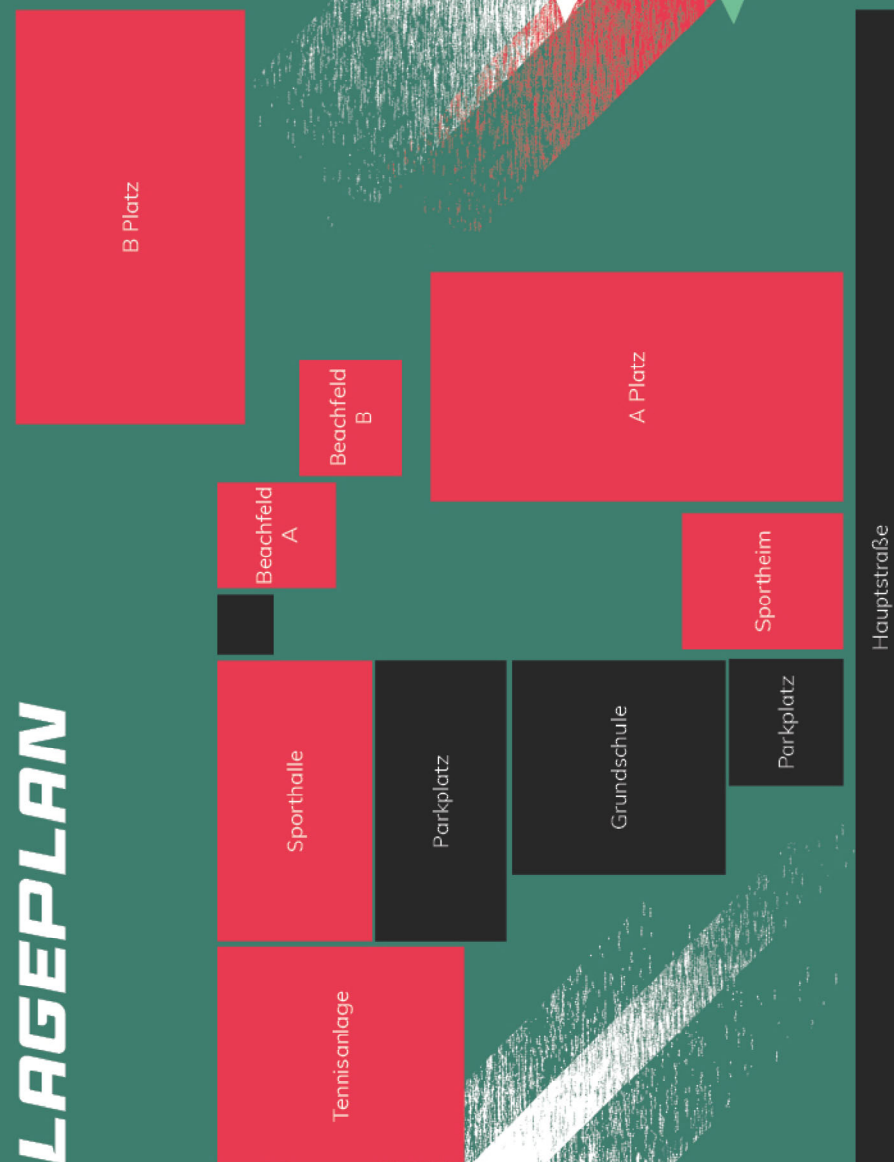 LAGEPLAN
B Platz
Beachfeld
A
Beachfeld
B
Tennisanlage
Sporthalle
Parkplatz
Grundschule
A Platz
Sportheim
Parkplatz
Hauptstraße